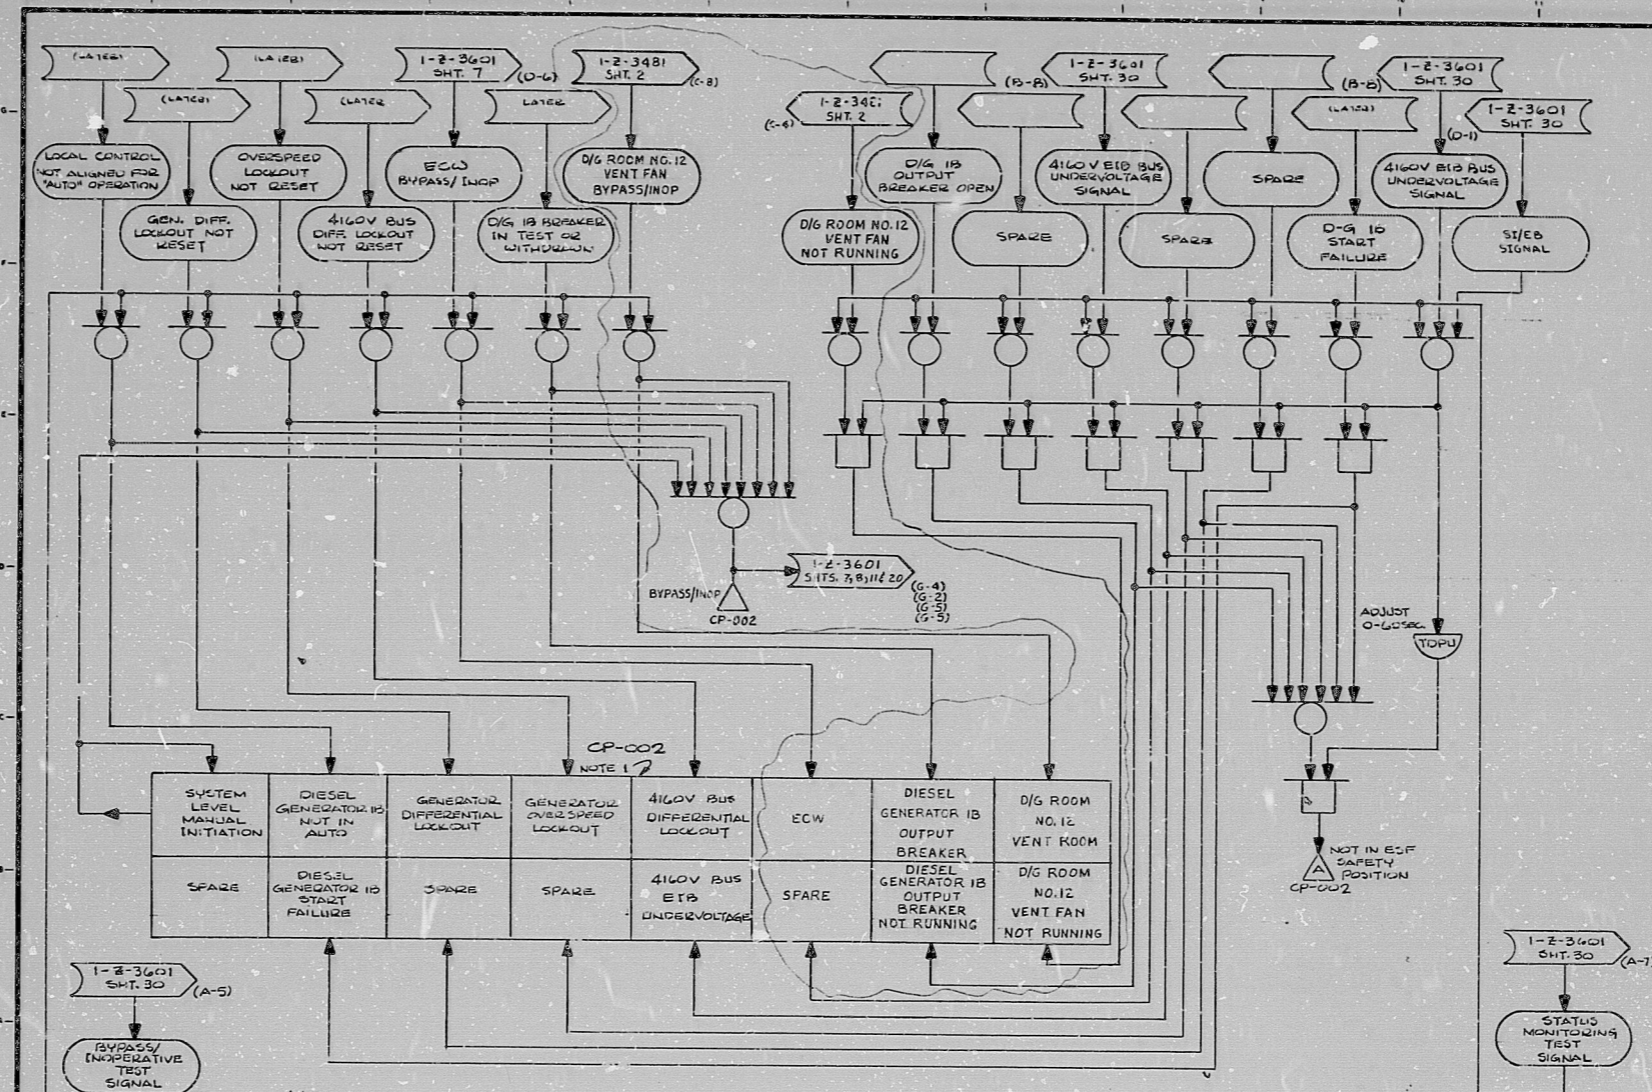 (LATER)
(LATER)
1-Z-3601
SHT. 7
(D-6)
1-Z-3481
SHT. 2
(C-8)
(B-8)
1-Z-3601
SHT. 30
(B-8)
1-Z-3601
SHT. 30
(LATER)
(LATER
LATER
(C-6)
SHT. 2
(LATER)
(D-1)
1-Z-3601
SHT. 30
LOCAL CONTROL
NOT ALIGNED FOR
"AUTO" OPERATION
OVERSPEED
LOCKOUT
NOT RESET
ECW
BYPASS/INOP
D/G ROOM NO. 12
VENT FAN
BYPASS/INOP
D/G 1B
OUTPUT
BREAKER OPEN
4160 V E1B BUS
UNDERVOLTAGE
SIGNAL
SPARE
4160V E1B BUS
UNDERVOLTAGE
SIGNAL
GEN. DIFF.
LOCKOUT NOT
RESET
4160V BUS
DIFF. LOCKOUT
NOT RESET
D/G 1B BREAKER
IN TEST OR
WITHDRAWN
D/G ROOM NO. 12
VENT FAN
NOT RUNNING
SPARE
SPARE
D-G 1B
START
FAILURE
SI/EB
SIGNAL
1-Z-3601
SHTS. 7, 8, 11 & 20
(G-4)
(G-2)
(G-5)
(G-5)
BYPASS/INOP
CP-002
ADJUST
0-60SEC.
TDPU
CP-002
NOTE 1
SYSTEM
LEVEL
MANUAL
INITIATION
DIESEL
GENERATOR 1B
NOT IN
AUTO
GENERATOR
DIFFERENTIAL
LOCKOUT
GENERATOR
OVERSPEED
LOCKOUT
4160V BUS
DIFFERENTIAL
LOCKOUT
ECW
DIESEL
GENERATOR 1B
OUTPUT
BREAKER
D/G ROOM
NO. 12
VENT ROOM
SPARE
DIESEL
GENERATOR 1B
START
FAILURE
SPARE
SPARE
4160V BUS
E1B
UNDERVOLTAGE
SPARE
DIESEL
GENERATOR 1B
OUTPUT
BREAKER
NOT RUNNING
D/G ROOM
NO. 12
VENT FAN
NOT RUNNING
A
NOT IN ESF
SAFETY
POSITION
CP-002
1-Z-3601
SHT. 30
(A-5)
BYPASS/
INOPERATIVE
TEST
SIGNAL
1-Z-3601
SHT. 30
(A-7)
STATUS
MONITORING
TEST
SIGNAL
G
F
E
D
C